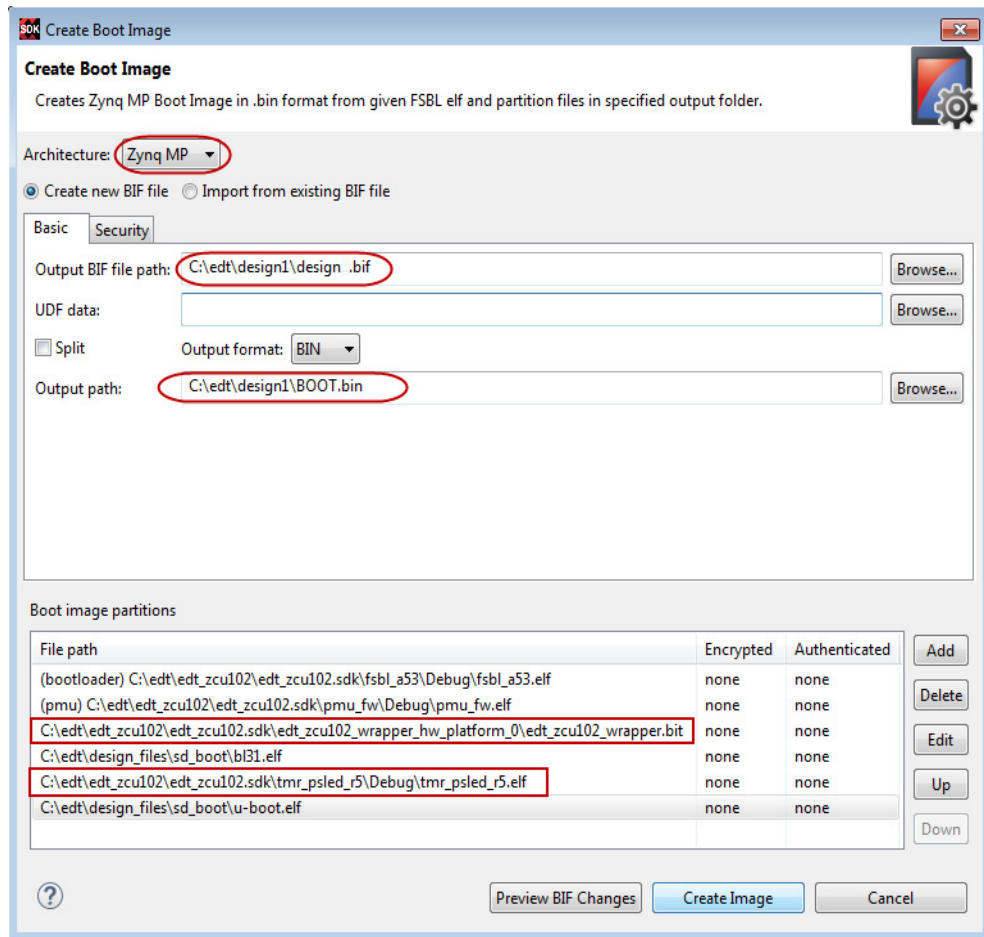 SDK Create Boot Image
Create Boot Image
Creates Zynq MP Boot Image in .bin format from given FSBL elf and partition files in specified output folder.
Architecture: Zynq MP
Create new BIF file Import from existing BIF file
Basic Security
Output BIF file path: C:\edt\design1\design .bif Browse...
UDF data: Browse...
Split Output format: BIN
Output path: C:\edt\design1\BOOT.bin Browse...
Boot image partitions
File path Encrypted Authenticated Add
(bootloader) C:\edt\edt_zcu102\edt_zcu102.sdk\fsbl_a53\Debug\fsbl_a53.elf none none
(pmu) C:\edt\edt_zcu102\edt_zcu102.sdk\pmu_fw\Debug\pmu_fw.elf none none Delete
C:\edt\edt_zcu102\edt_zcu102.sdk\edt_zcu102_wrapper_hw_platform_0\edt_zcu102_wrapper.bit none none Edit
C:\edt\design_files\sd_boot\bl31.elf none none
C:\edt\edt_zcu102\edt_zcu102.sdk\tmr_psled_r5\Debug\tmr_psled_r5.elf none none Up
C:\edt\design_files\sd_boot\u-boot.elf none none
Down
? Preview BIF Changes Create Image Cancel